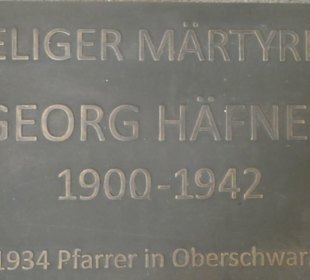 ELIGER MÄRTYR
GEORG HÄFNE
1900-1942
1934 Pfarrer in Oberschwar